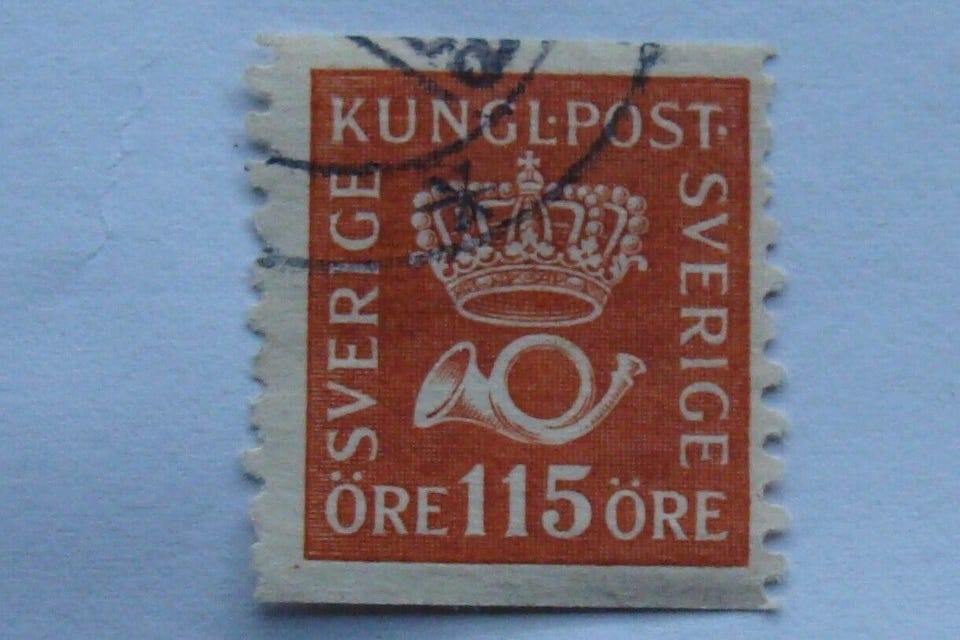 KUNGL·POST·
SVERIGE
SVERIGE
ÖRE 115 ÖRE